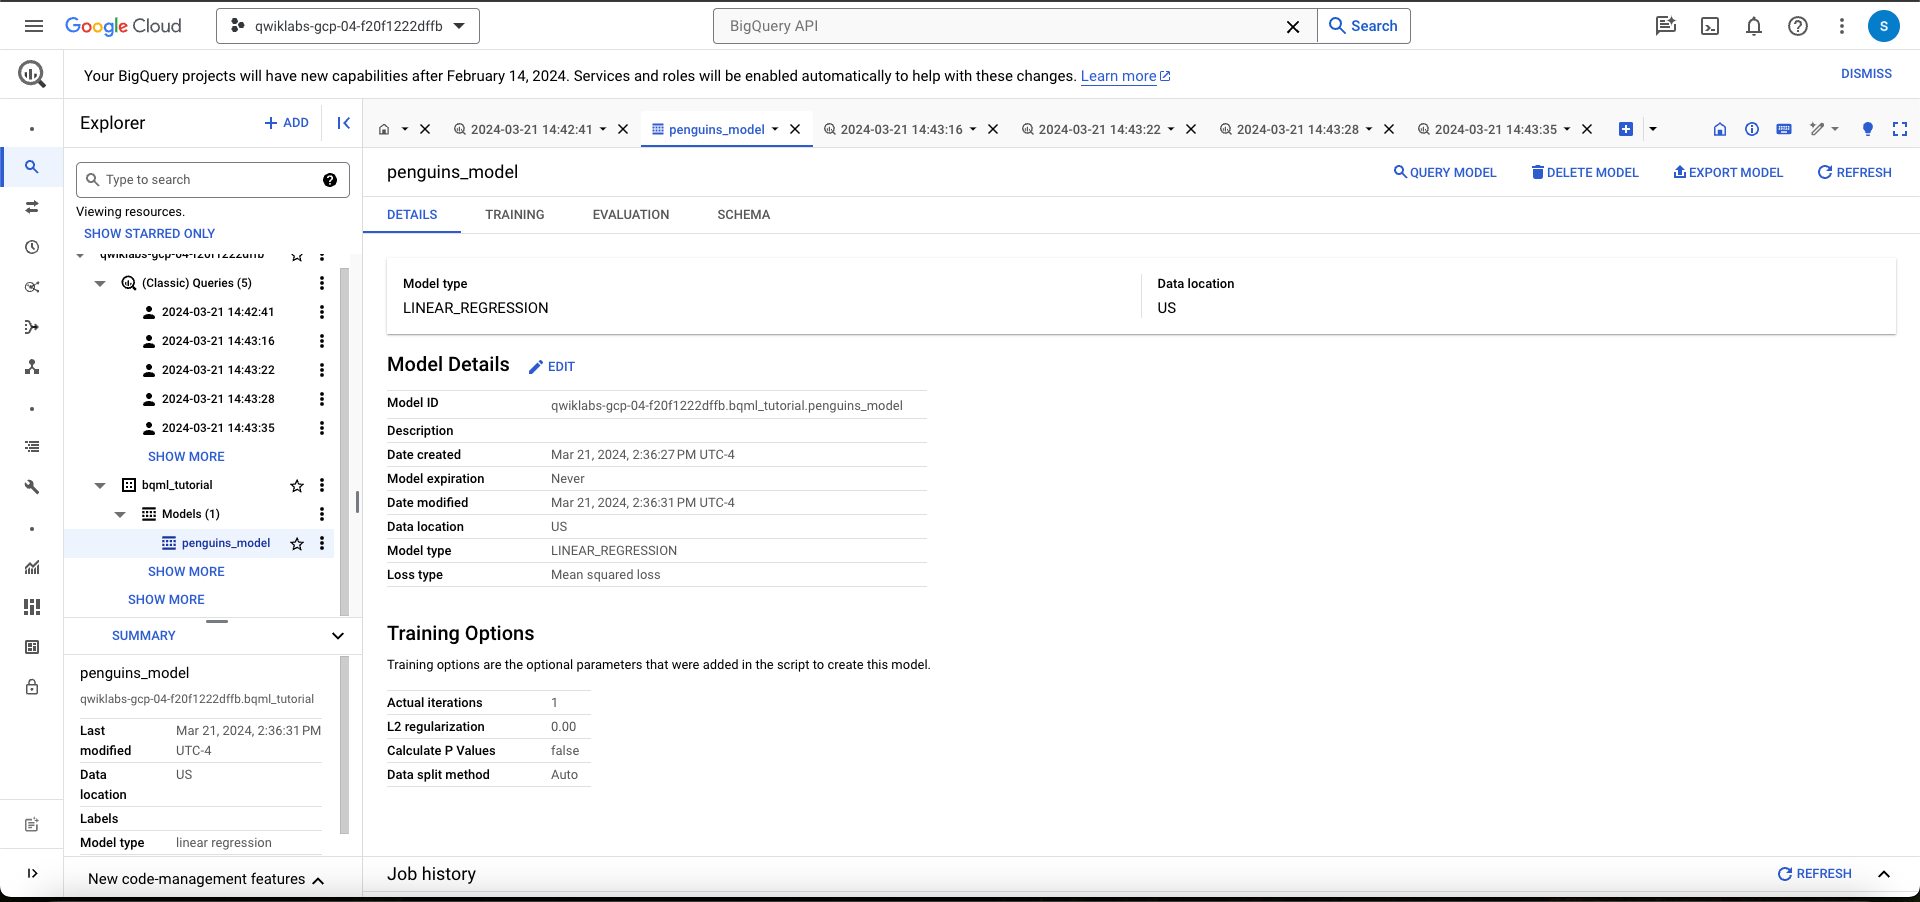 Google Cloud
qwiklabs-gcp-04-f20f1222dffb
BigQuery API
Search
S
Your BigQuery projects will have new capabilities after February 14, 2024. Services and roles will be enabled automatically to help with these changes. Learn more
DISMISS
Explorer
ADD
2024-03-21 14:42:41
penguins_model
2024-03-21 14:43:16
2024-03-21 14:43:22
2024-03-21 14:43:28
2024-03-21 14:43:35
Type to search
Viewing resources.
SHOW STARRED ONLY
qwiklabs-gcp-04-f20f1222dffb
(Classic) Queries (5)
2024-03-21 14:42:41
2024-03-21 14:43:16
2024-03-21 14:43:22
2024-03-21 14:43:28
2024-03-21 14:43:35
SHOW MORE
bqml_tutorial
Models (1)
penguins_model
SHOW MORE
SHOW MORE
SUMMARY
penguins_model
qwiklabs-gcp-04-f20f1222dffb.bqml_tutorial
Last modified Mar 21, 2024, 2:36:31 PM UTC-4
Data location US
Labels
Model type linear regression
New code-management features
penguins_model
QUERY MODEL
DELETE MODEL
EXPORT MODEL
REFRESH
DETAILS
TRAINING
EVALUATION
SCHEMA
Model type
LINEAR_REGRESSION
Data location
US
Model Details
EDIT
Model ID qwiklabs-gcp-04-f20f1222dffb.bqml_tutorial.penguins_model
Description
Date created Mar 21, 2024, 2:36:27 PM UTC-4
Model expiration Never
Date modified Mar 21, 2024, 2:36:31 PM UTC-4
Data location US
Model type LINEAR_REGRESSION
Loss type Mean squared loss
Training Options
Training options are the optional parameters that were added in the script to create this model.
Actual iterations 1
L2 regularization 0.00
Calculate P Values false
Data split method Auto
Job history
REFRESH